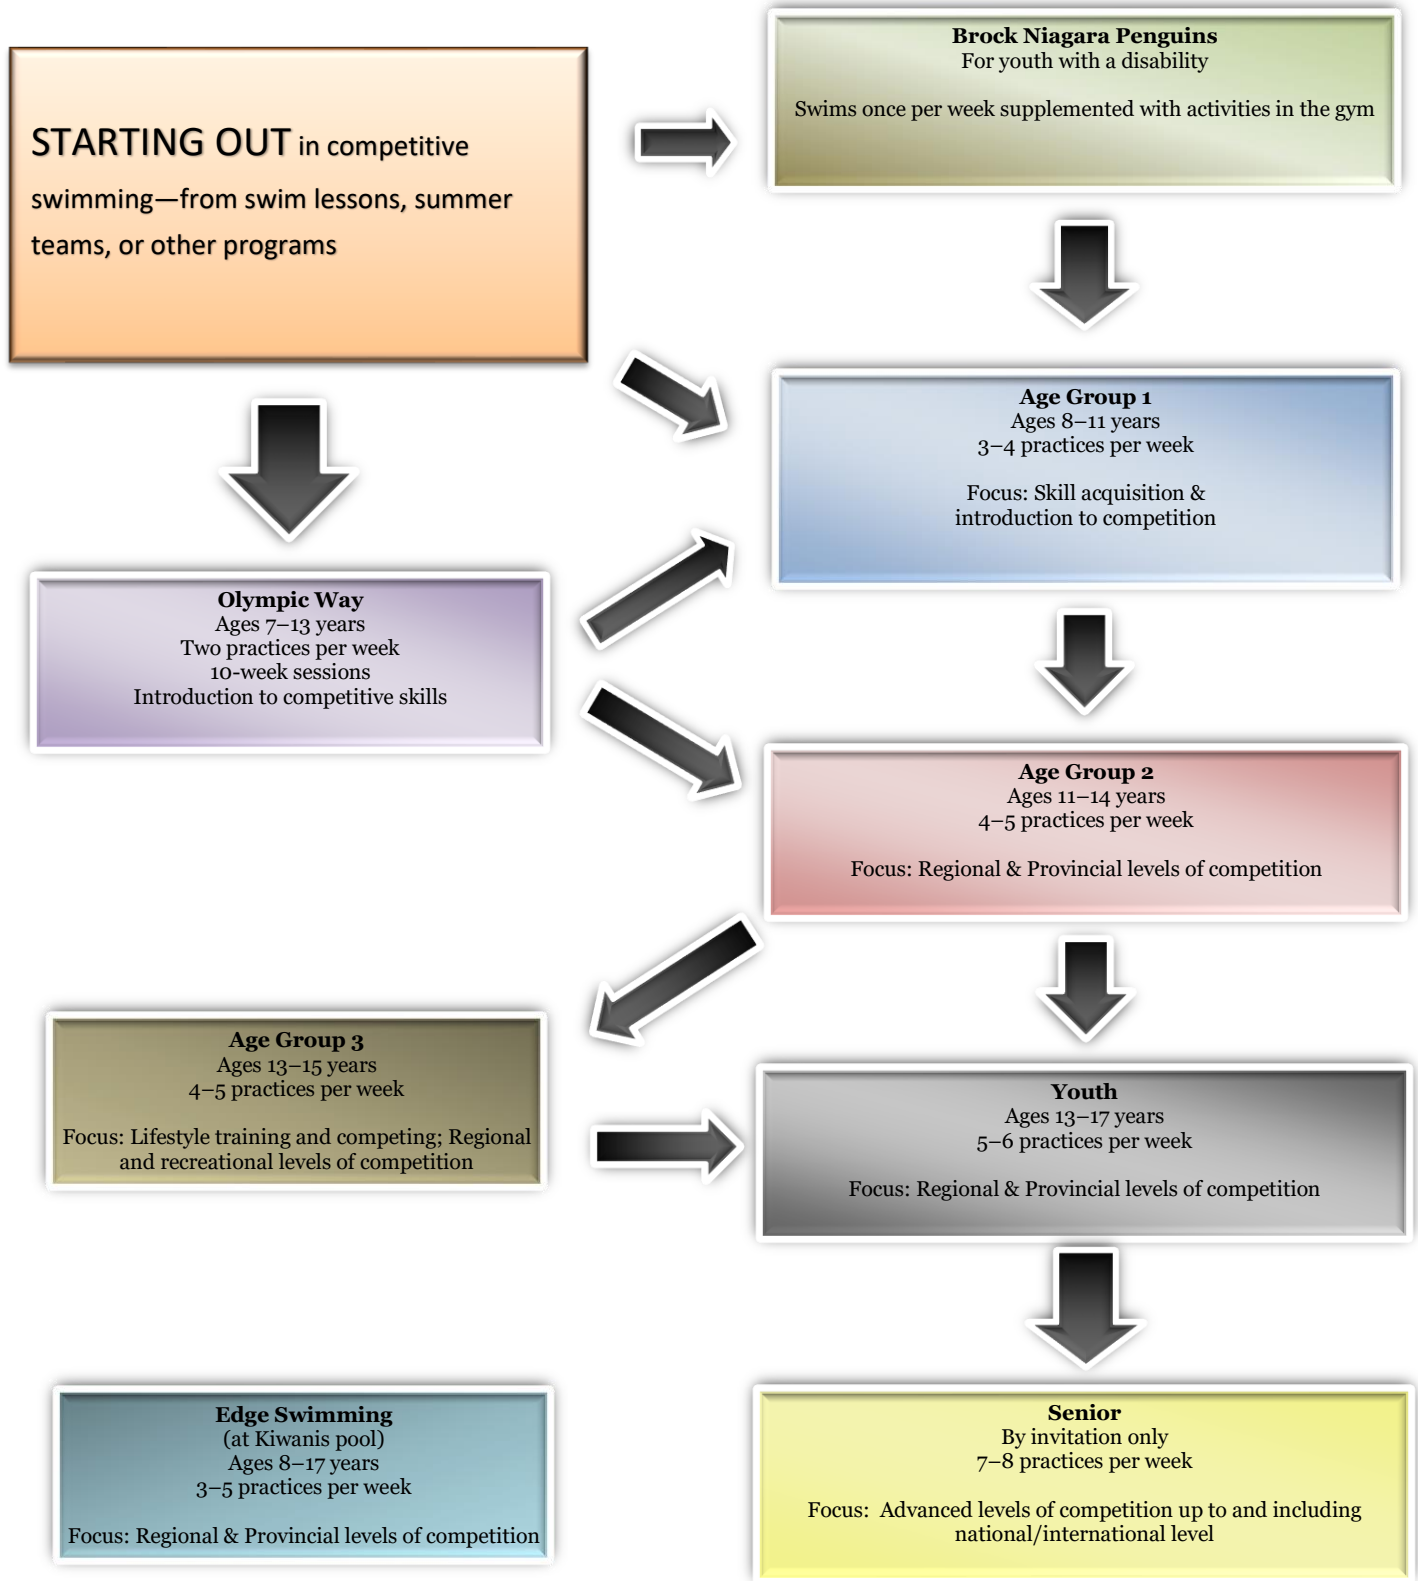 STARTING OUT in competitive
swimming—from swim lessons, summer
teams, or other programs
Brock Niagara Penguins
For youth with a disability
Swims once per week supplemented with activities in the gym
Age Group 1
Ages 8–11 years
3–4 practices per week
Focus: Skill acquisition &
introduction to competition
Olympic Way
Ages 7–13 years
Two practices per week
10-week sessions
Introduction to competitive skills
Age Group 2
Ages 11–14 years
4–5 practices per week
Focus: Regional & Provincial levels of competition
Age Group 3
Ages 13–15 years
4–5 practices per week
Focus: Lifestyle training and competing; Regional
and recreational levels of competition
Youth
Ages 13–17 years
5–6 practices per week
Focus: Regional & Provincial levels of competition
Edge Swimming
(at Kiwanis pool)
Ages 8–17 years
3–5 practices per week
Focus: Regional & Provincial levels of competition
Senior
By invitation only
7–8 practices per week
Focus:  Advanced levels of competition up to and including
national/international level